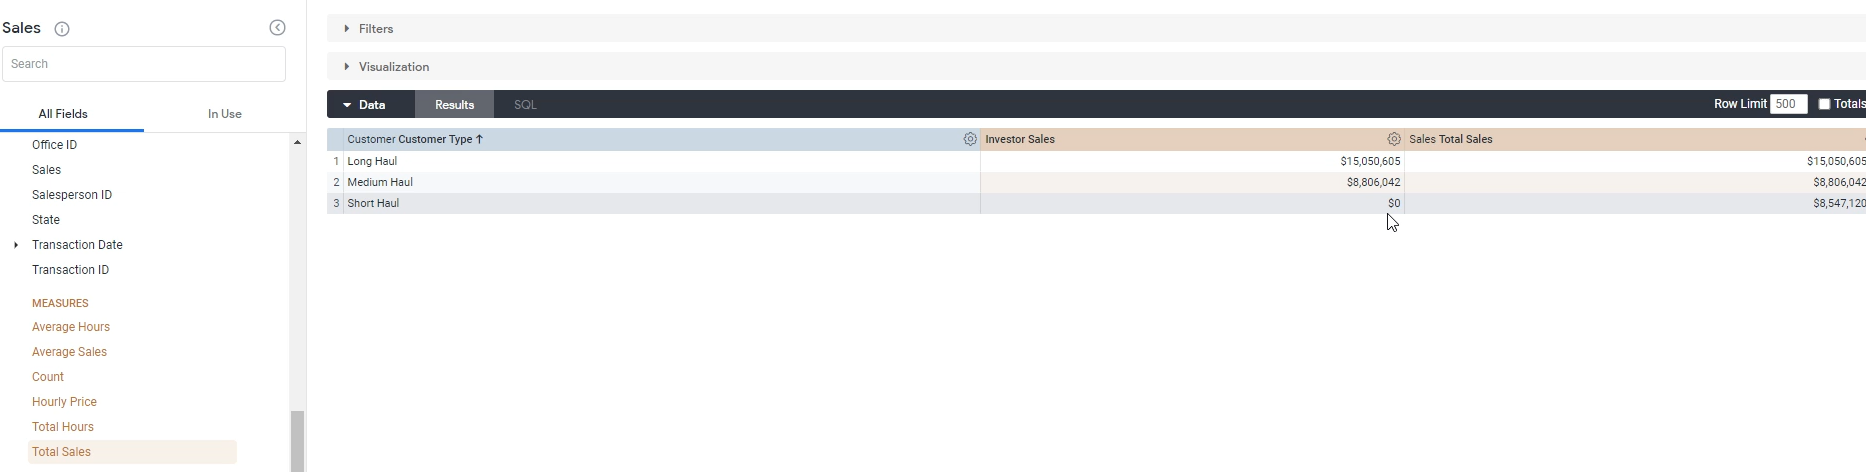 Sales
Search
All Fields In Use
Office ID
Sales
Salesperson ID
State
Transaction Date
Transaction ID
MEASURES
Average Hours
Average Sales
Count
Hourly Price
Total Hours
Total Sales
Filters
Visualization
Data Results SQL Row Limit 500 Totals
Customer Customer Type ↑ Investor Sales Sales Total Sales
1 Long Haul $15,050,605 $15,050,605
2 Medium Haul $8,806,042 $8,806,042
3 Short Haul $0 $8,547,120